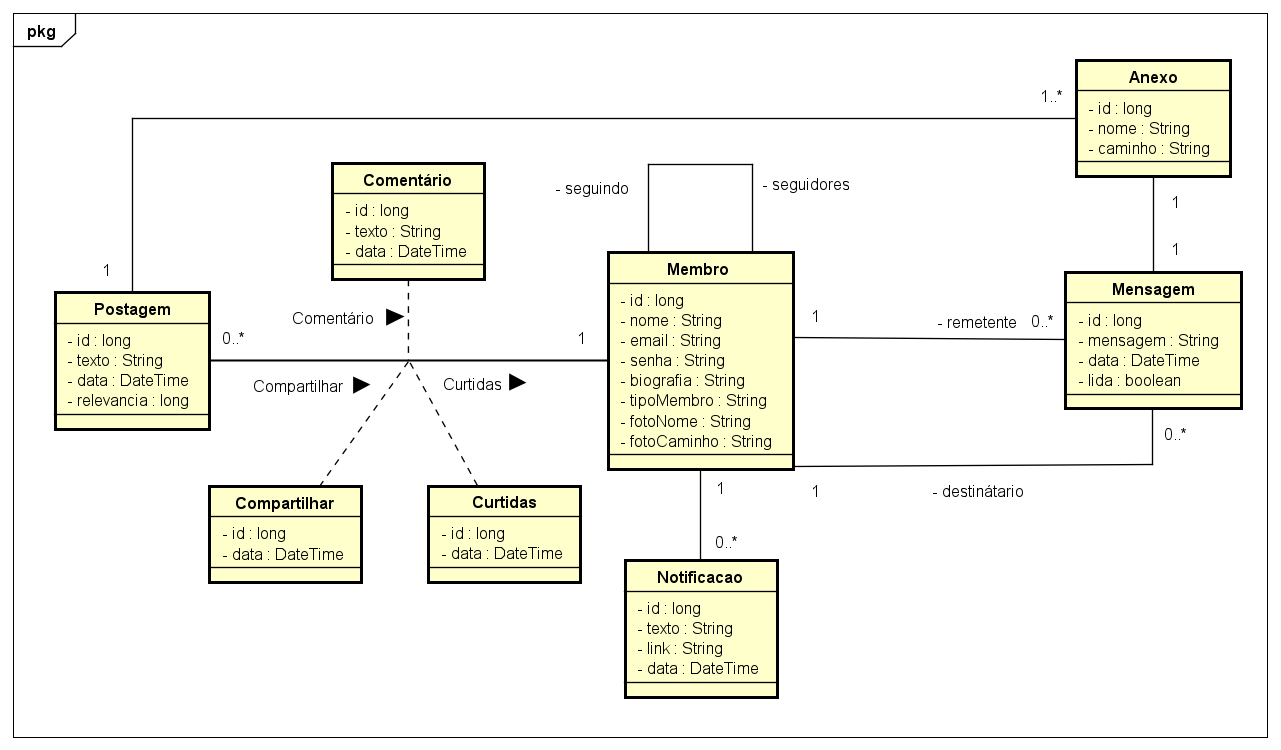 pkg
Anexo
- id : long
- nome : String
- caminho : String
1..*
1
1
Comentário
- id : long
- texto : String
- data : DateTime
- seguindo
- seguidores
Membro
- id : long
- nome : String
- email : String
- senha : String
- biografia : String
- tipoMembro : String
- fotoNome : String
- fotoCaminho : String
Mensagem
- id : long
- mensagem : String
- data : DateTime
- lida : boolean
1
Postagem
- id : long
- texto : String
- data : DateTime
- relevancia : long
0..*
1
Comentário
Compartilhar
Curtidas
1
- remetente
0..*
0..*
1
- destinátario
Compartilhar
- id : long
- data : DateTime
Curtidas
- id : long
- data : DateTime
1
0..*
Notificacao
- id : long
- texto : String
- link : String
- data : DateTime